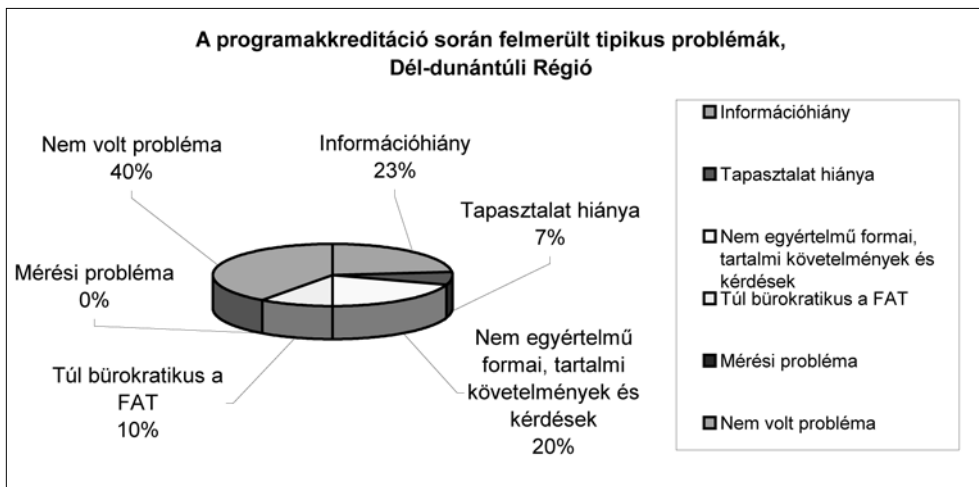 A programakkreditáció során felmerült tipikus problémák,
Dél-dunántúli Régió
Nem volt probléma
40%
Információhiány
23%
Tapasztalat hiánya
7%
Mérési probléma
0%
Túl bürokratikus a
FAT
10%
Nem egyértelmű
formai, tartalmi
követelmények és
kérdések
20%
Információhiány
Tapasztalat hiánya
Nem egyértelmű formai,
tartalmi követelmények és
kérdések
Túl bürokratikus a FAT
Mérési probléma
Nem volt probléma